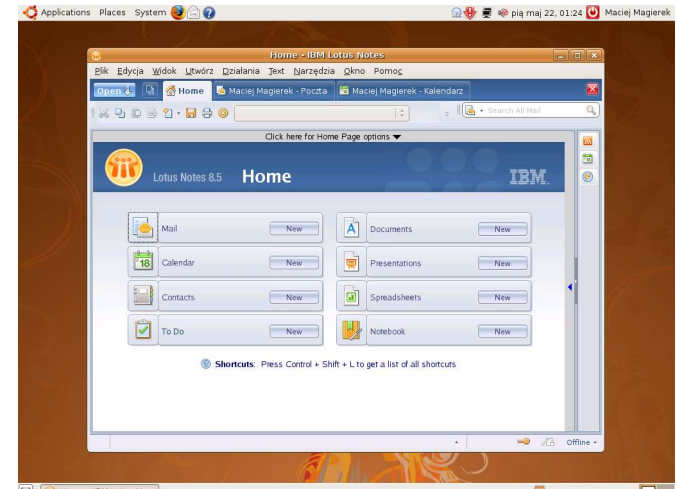 Applications Places System pią maj 22, 01:24 Maciej Magierek
Home - IBM Lotus Notes
Plik Edycja Widok Utwórz Działania Text Narzędzia Okno Pomoc
Open Home Maciej Magierek - Poczta Maciej Magierek - Kalendarz
Search All Mail
Click here for Home Page options
Lotus Notes 8.5 Home IBM.
Mail New Documents New
18 Calendar New Presentations New
Contacts New Spreadsheets New
To Do New Notebook New
Shortcuts: Press Control + Shift + L to get a list of all shortcuts
Offline